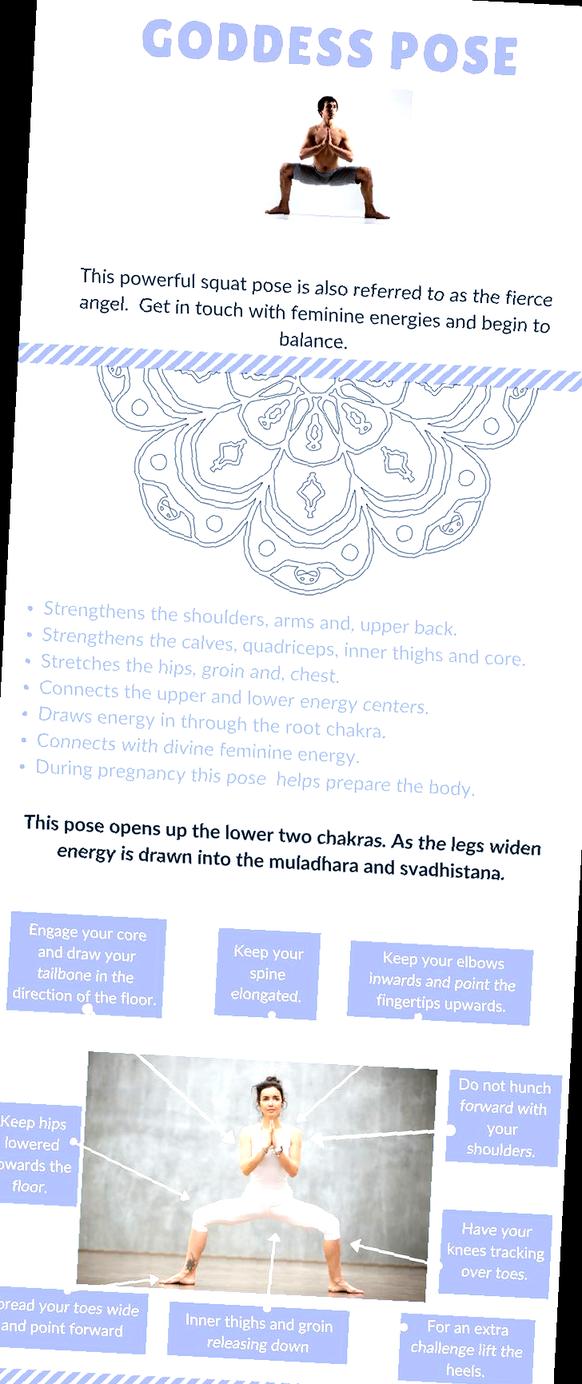 GODDESS POSE
This powerful squat pose is also referred to as the fierce
angel.  Get in touch with feminine energies and begin to
balance.
• Strengthens the shoulders, arms and, upper back.
• Strengthens the calves, quadriceps, inner thighs and core.
• Stretches the hips, groin and, chest.
• Connects the upper and lower energy centers.
• Draws energy in through the root chakra.
• Connects with divine feminine energy.
• During pregnancy this pose  helps prepare the body.
This pose opens up the lower two chakras. As the legs widen
energy is drawn into the muladhara and svadhistana.
Engage your core
and draw your
tailbone in the
direction of the floor.
Keep your
spine
elongated.
Keep your elbows
inwards and point the
fingertips upwards.
Do not hunch
forward with
your
shoulders.
Keep hips
lowered
owards the
floor.
Have your
knees tracking
over toes.
pread your toes wide
and point forward
Inner thighs and groin
releasing down
For an extra
challenge lift the
heels.